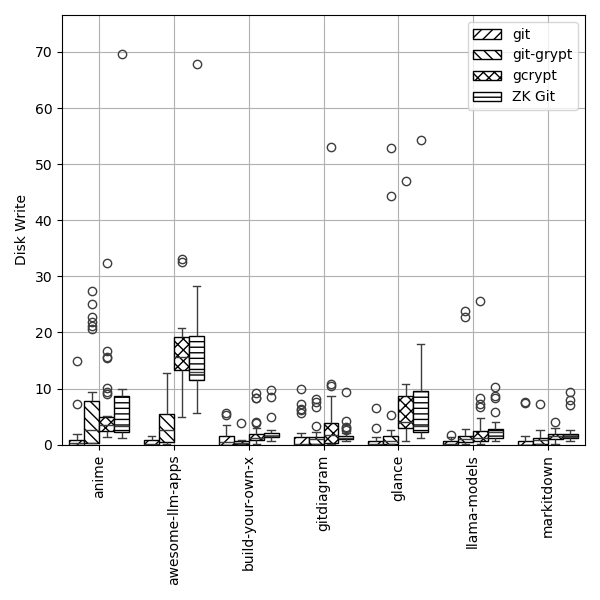 70
60
50
40
30
20
10
0
Disk Write
git
git-grypt
gcrypt
ZK Git
anime
awesome-llm-apps
build-your-own-x
gitdiagram
glance
llama-models
markitdown